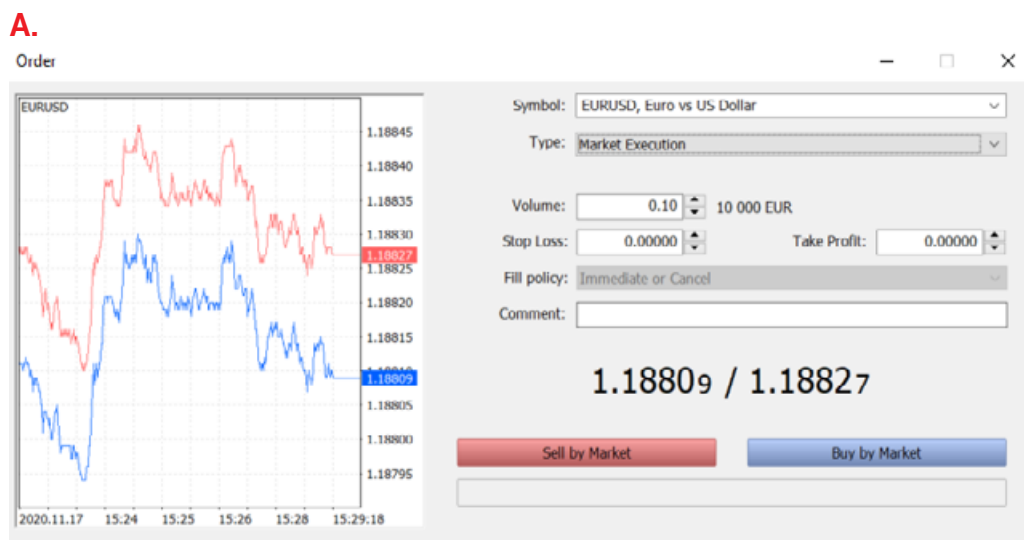 A.
Order
EURUSD
1.18845
1.18840
1.18835
1.18830
1.18827
1.18825
1.18820
1.18815
1.18809
1.18805
1.18800
1.18795
2020.11.17 15:24 15:25 15:26 15:28 15:29:18
Symbol: EURUSD, Euro vs US Dollar
Type: Market Execution
Volume: 0.10 10 000 EUR
Stop Loss: 0.00000 Take Profit: 0.00000
Fill policy: Immediate or Cancel
Comment:
1.18809 / 1.18827
Sell by Market Buy by Market